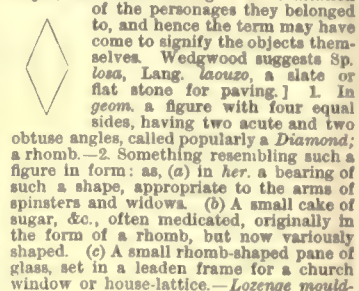 of the personages they belonged
to, and hence the term may have
come to signify the objects them-
selves. Wedgwood suggests Sp.
losa, Lang. laouzo, a slate or
flat stone for paving.] 1. In
geom. a figure with four equal
sides, having two acute and two
obtuse angles, called popularly a Diamond;
a rhomb.—2. Something resembling such a
figure in form: as, (a) in her. a bearing of
such a shape, appropriate to the arms of
spinsters and widows. (b) A small cake of
sugar, &c., often medicated, originally in
the form of a rhomb, but now variously
shaped. (c) A small rhomb-shaped pane of
glass, set in a leaden frame for a church
window or house-lattice.—Lozenge mould-